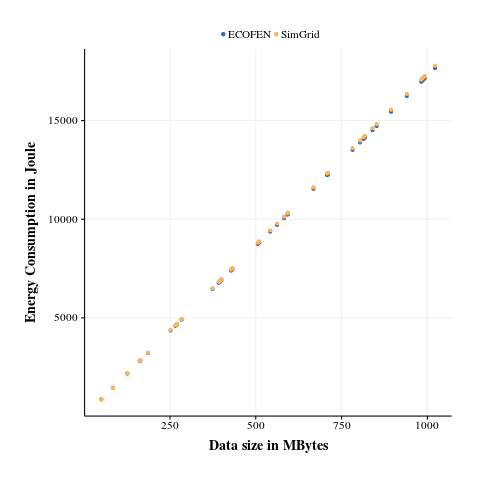 ECOFEN SimGrid
15000
10000
5000
Energy Consumption in Joule
250 500 750 1000
Data size in MBytes